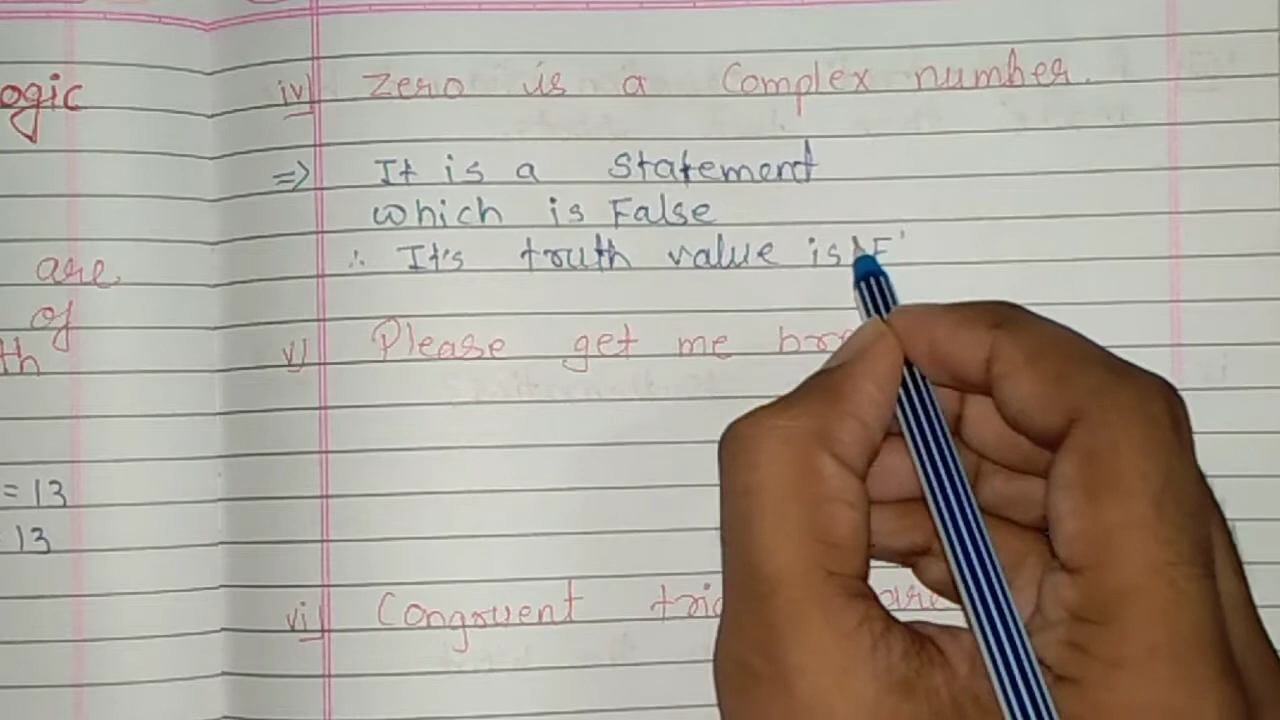 ogic
are
of
th
= 13
13
iv) Zero is a Complex number.
=> It is a Statement
which is False
∴ It's truth value is 'F'
v) Please get me
vi) Congruent are